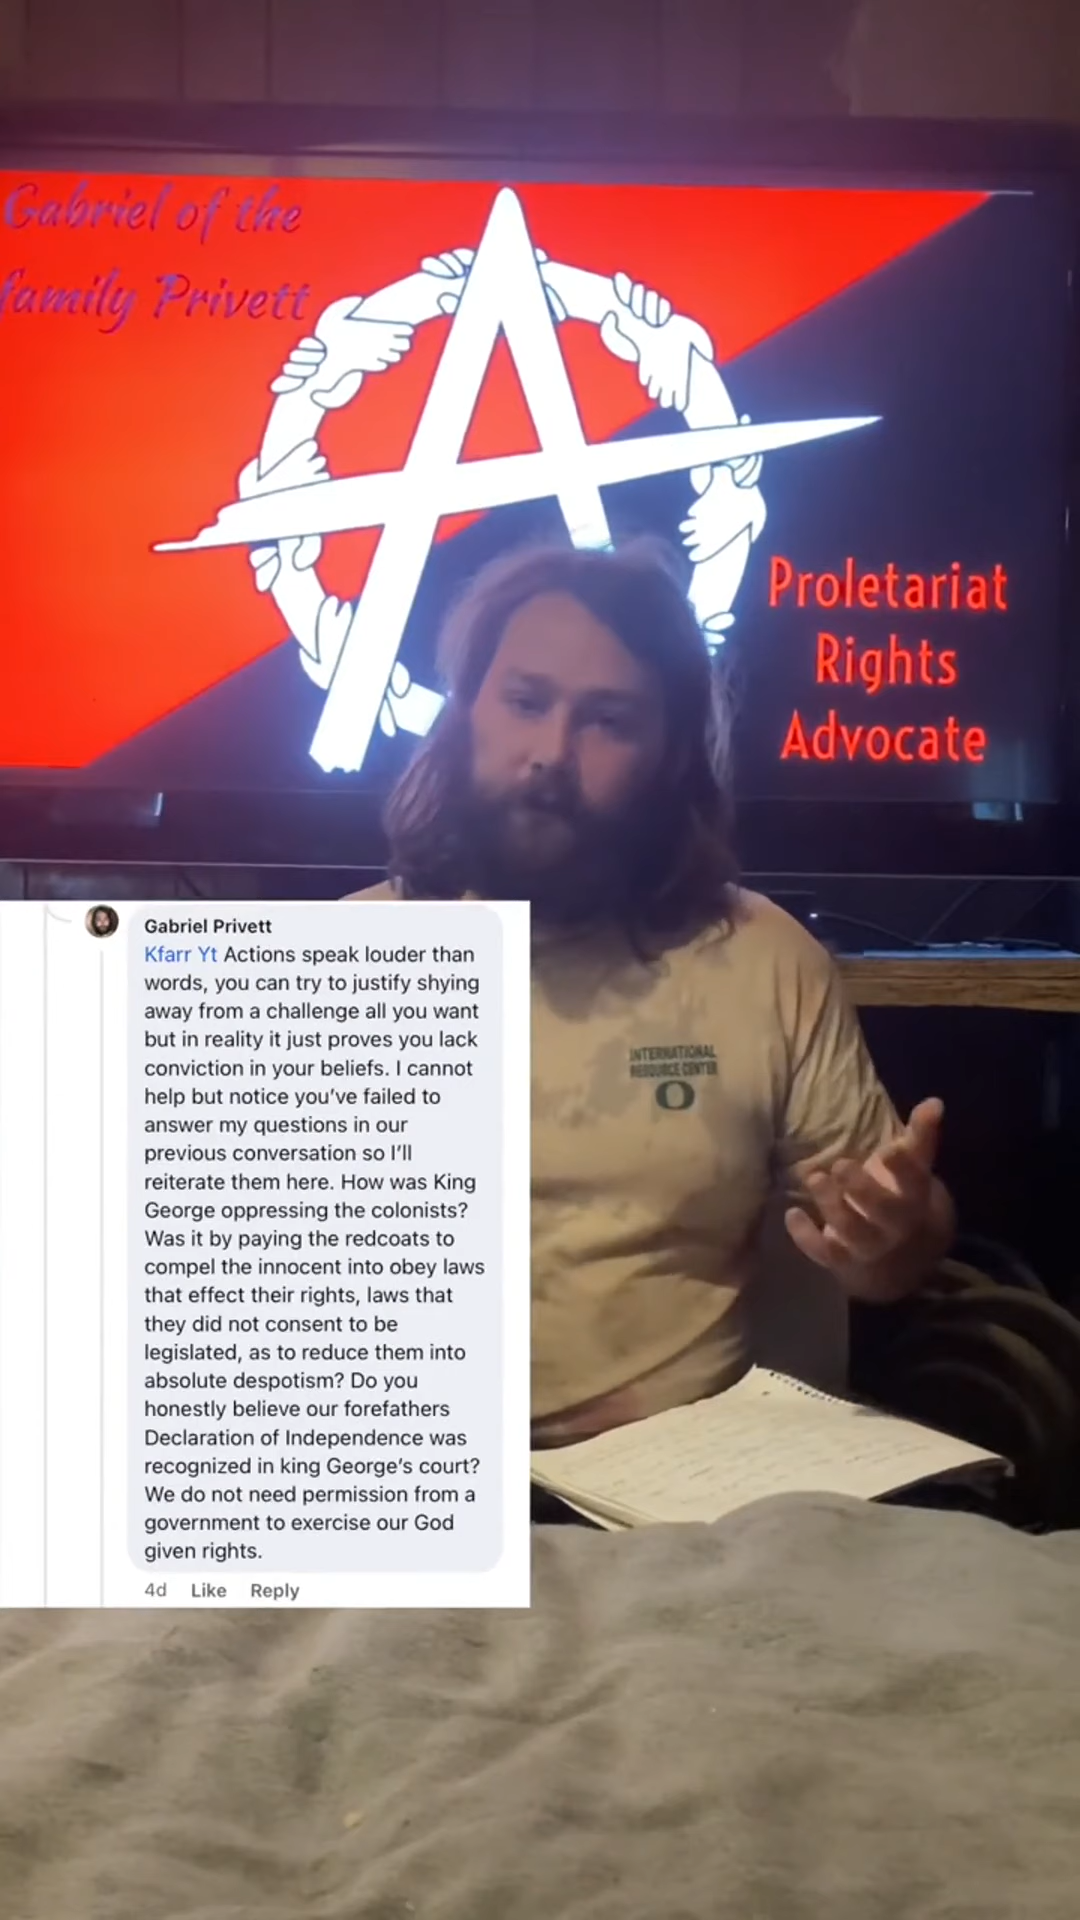 Gabriel of the
family Privett
Proletariat
Rights
Advocate
INTERNATIONAL
RESOURCE CENTER
O
Gabriel Privett
Kfarr Yt Actions speak louder than
words, you can try to justify shying
away from a challenge all you want
but in reality it just proves you lack
conviction in your beliefs. I cannot
help but notice you've failed to
answer my questions in our
previous conversation so I'll
reiterate them here. How was King
George oppressing the colonists?
Was it by paying the redcoats to
compel the innocent into obey laws
that effect their rights, laws that
they did not consent to be
legislated, as to reduce them into
absolute despotism? Do you
honestly believe our forefathers
Declaration of Independence was
recognized in king George's court?
We do not need permission from a
government to exercise our God
given rights.
4d Like Reply